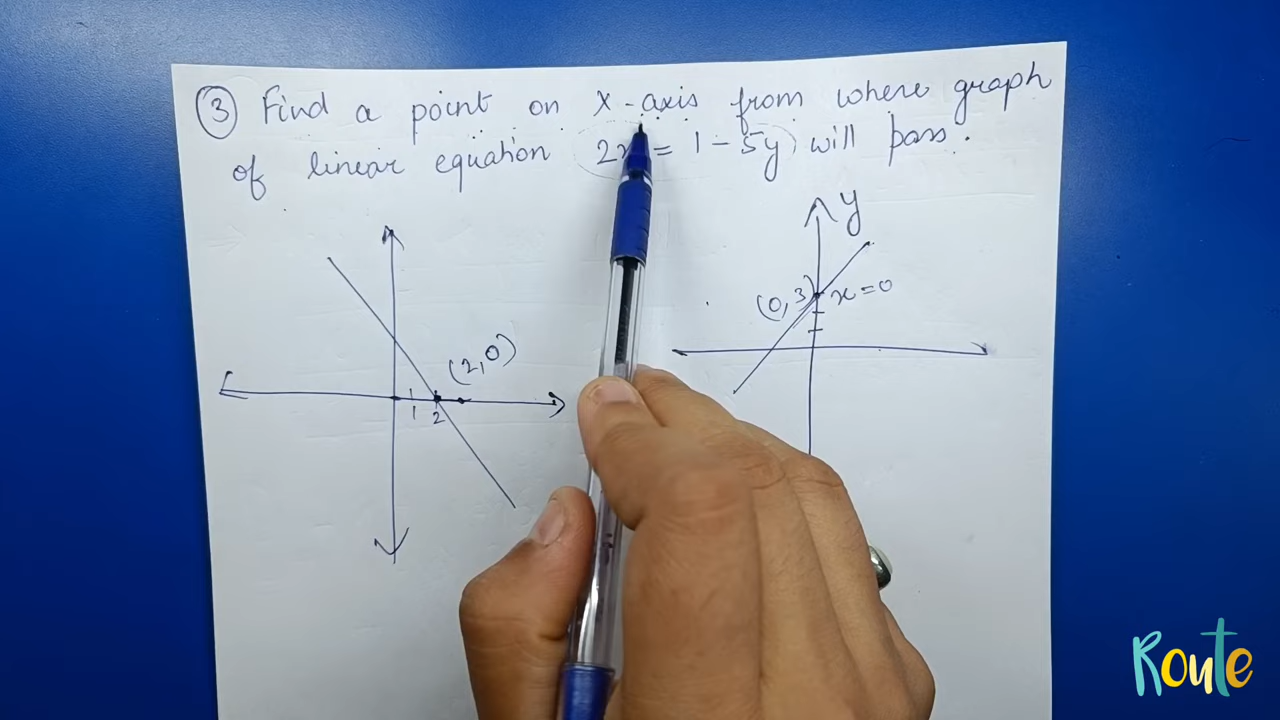 3 Find a point on x-axis from where graph
of linear equation 2x = 1 - 5y will pass.
y
(0,3) x=0
(2,0)
1 2
Route